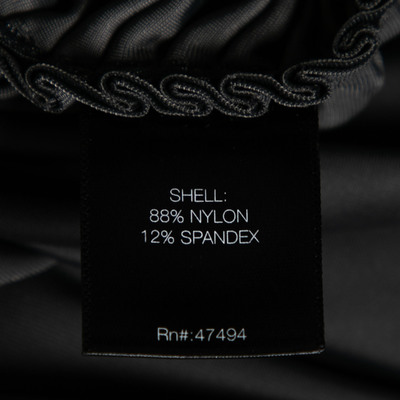 SHELL:
88% NYLON
12% SPANDEX
Rn#:47494